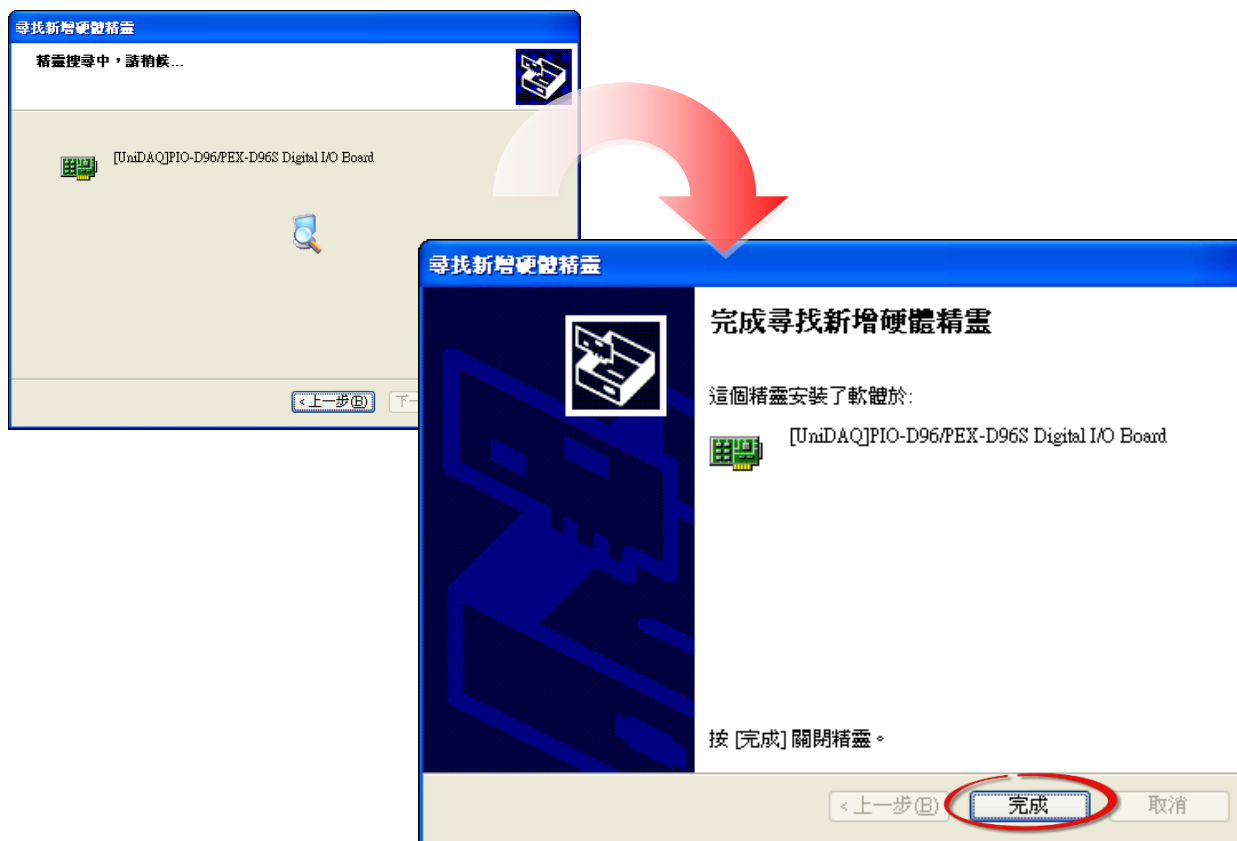 尋找新增硬體精靈
精靈搜尋中，請稍候...
[UniDAQ]PIO-D96/PEX-D96S Digital I/O Board
<上一步(B)
下一
尋找新增硬體精靈
完成尋找新增硬體精靈
這個精靈安裝了軟體於:
[UniDAQ]PIO-D96/PEX-D96S Digital I/O Board
按 [完成] 關閉精靈。
<上一步(B)
完成
取消